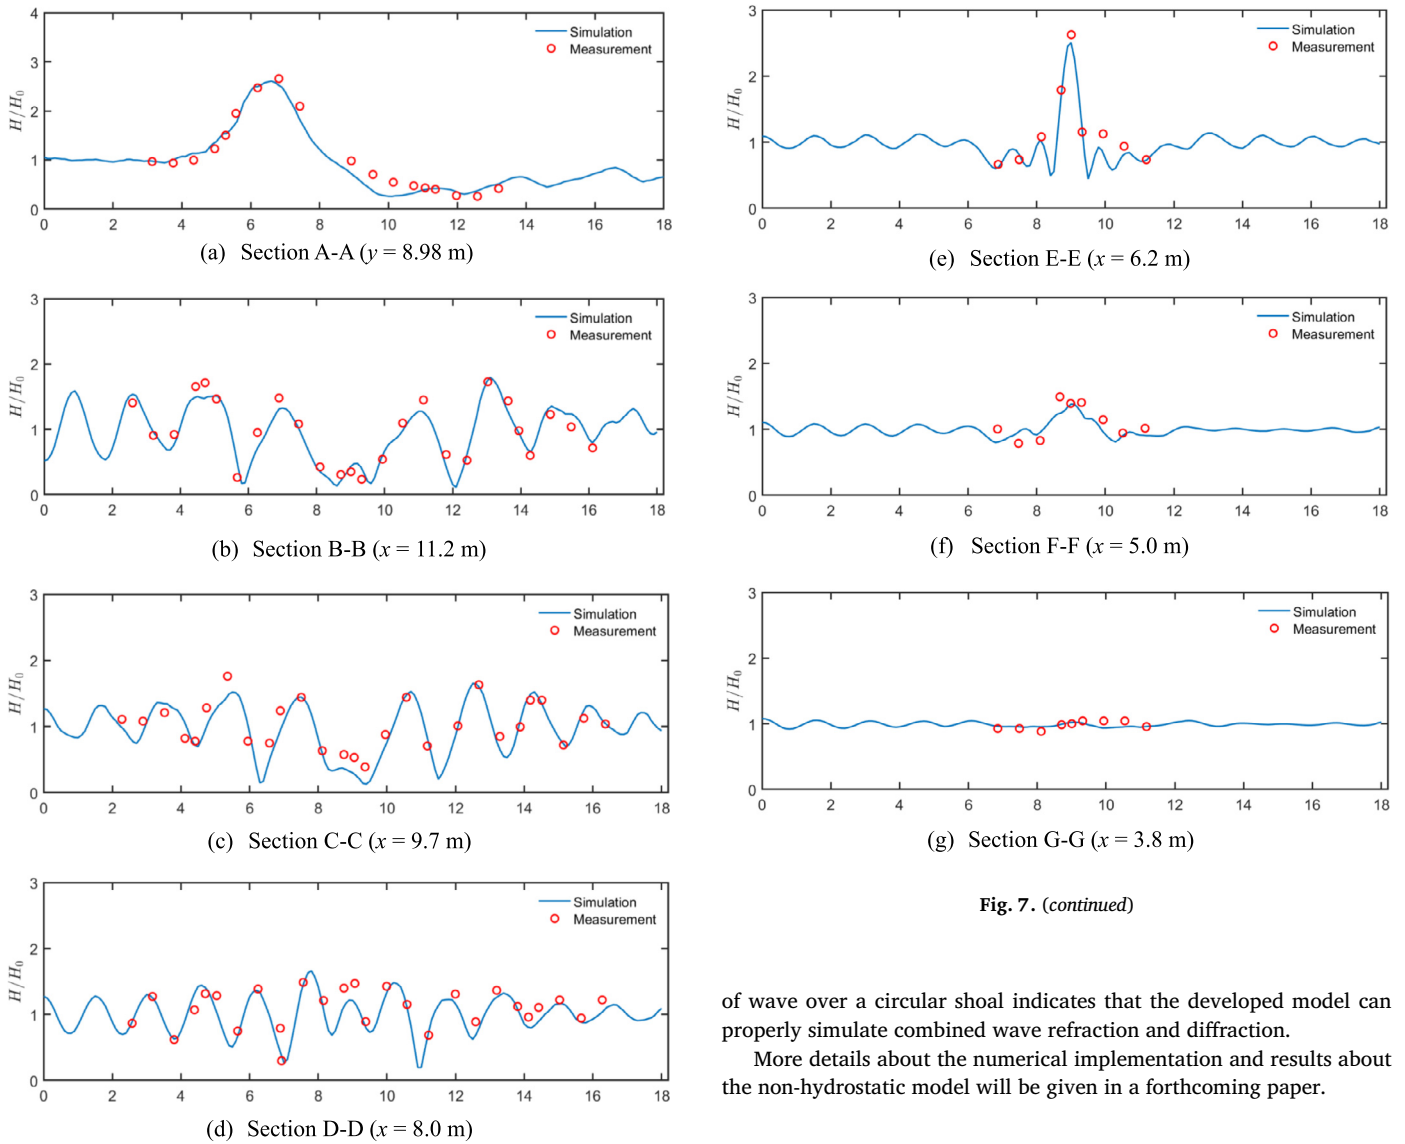 4
3
2
1
0
H/H0
Simulation
Measurement
0 2 4 6 8 10 12 14 16 18
(a) Section A-A (y = 8.98 m)
3
2
1
0
H/H0
Simulation
Measurement
0 2 4 6 8 10 12 14 16 18
(b) Section B-B (x = 11.2 m)
3
2
1
0
H/H0
Simulation
Measurement
0 2 4 6 8 10 12 14 16 18
(c) Section C-C (x = 9.7 m)
3
2
1
0
H/H0
Simulation
Measurement
0 2 4 6 8 10 12 14 16 18
(d) Section D-D (x = 8.0 m)
3
2
1
0
H/H0
Simulation
Measurement
0 2 4 6 8 10 12 14 16 18
(e) Section E-E (x = 6.2 m)
3
2
1
0
H/H0
Simulation
Measurement
0 2 4 6 8 10 12 14 16 18
(f) Section F-F (x = 5.0 m)
3
2
1
0
H/H0
Simulation
Measurement
0 2 4 6 8 10 12 14 16 18
(g) Section G-G (x = 3.8 m)
Fig. 7. (continued)
of wave over a circular shoal indicates that the developed model can
properly simulate combined wave refraction and diffraction.
More details about the numerical implementation and results about
the non-hydrostatic model will be given in a forthcoming paper.